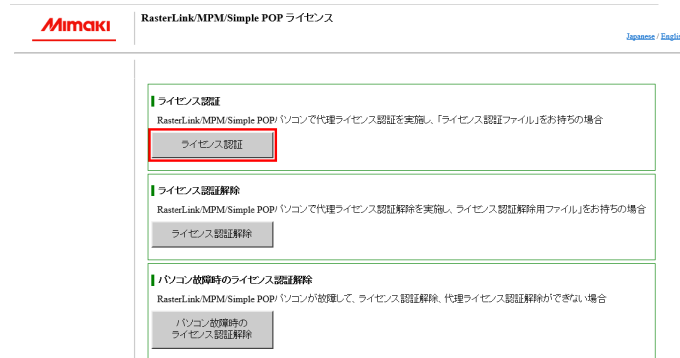 Mimaki
RasterLink/MPM/Simple POP ライセンス
Japanese / Englis
ライセンス認証
RasterLink/MPM/Simple POPパソコンで代理ライセンス認証を実施し、「ライセンス認証ファイル」をお持ちの場合
ライセンス認証
ライセンス認証解除
RasterLink/MPM/Simple POPパソコンで代理ライセンス認証解除を実施し、ライセンス認証解除用ファイル」をお持ちの場合
ライセンス認証解除
パソコン故障時のライセンス認証解除
RasterLink/MPM/Simple POPパソコンが故障して、ライセンス認証解除、代理ライセンス認証解除ができない場合
パソコン故障時の
ライセンス認証解除